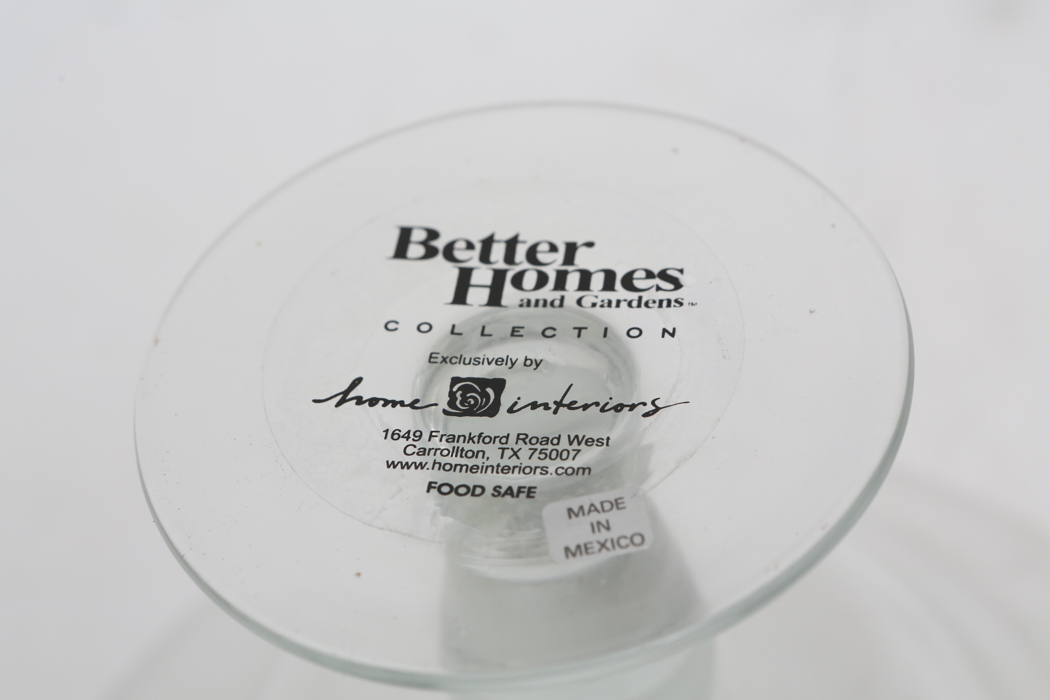 Better
Homes
and Gardens™
COLLECTION
Exclusively by
home interiors
1649 Frankford Road West
Carrollton, TX 75007
www.homeinteriors.com
FOOD SAFE
MADE
IN
MEXICO